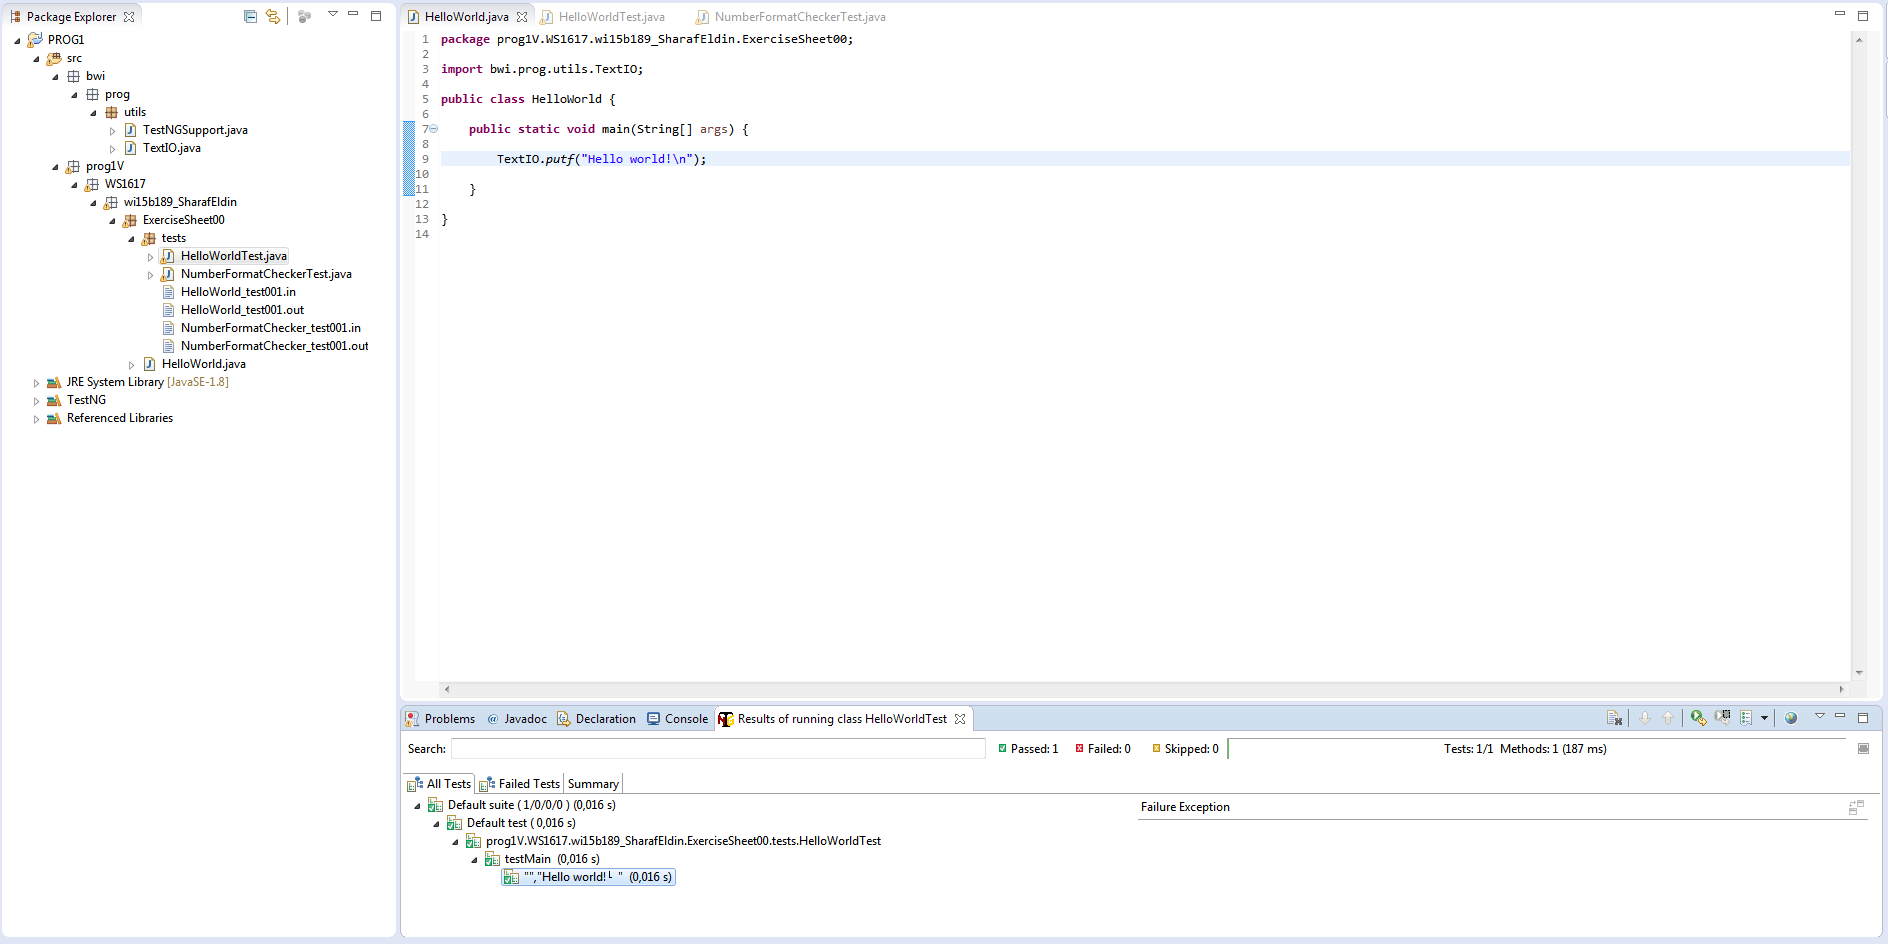 Package Explorer
PROG1
src
bwi
prog
utils
TestNGSupport.java
TextIO.java
prog1V
WS1617
wi15b189_SharafEldin
ExerciseSheet00
tests
HelloWorldTest.java
NumberFormatCheckerTest.java
HelloWorld_test001.in
HelloWorld_test001.out
NumberFormatChecker_test001.in
NumberFormatChecker_test001.out
HelloWorld.java
JRE System Library [JavaSE-1.8]
TestNG
Referenced Libraries
HelloWorld.java HelloWorldTest.java NumberFormatCheckerTest.java
1 package prog1V.WS1617.wi15b189_SharafEldin.ExerciseSheet00;
2
3 import bwi.prog.utils.TextIO;
4
5 public class HelloWorld {
6
7 public static void main(String[] args) {
8
9 TextIO.putf("Hello world!\n");
10
11 }
12
13 }
14
Problems @ Javadoc Declaration Console Results of running class HelloWorldTest
Search: Passed: 1 Failed: 0 Skipped: 0 Tests: 1/1 Methods: 1 (187 ms)
All Tests Failed Tests Summary
Default suite ( 1/0/0/0 ) (0,016 s)
Default test ( 0,016 s)
prog1V.WS1617.wi15b189_SharafEldin.ExerciseSheet00.tests.HelloWorldTest
testMain (0,016 s)
"","Hello world!└ " (0,016 s)
Failure Exception